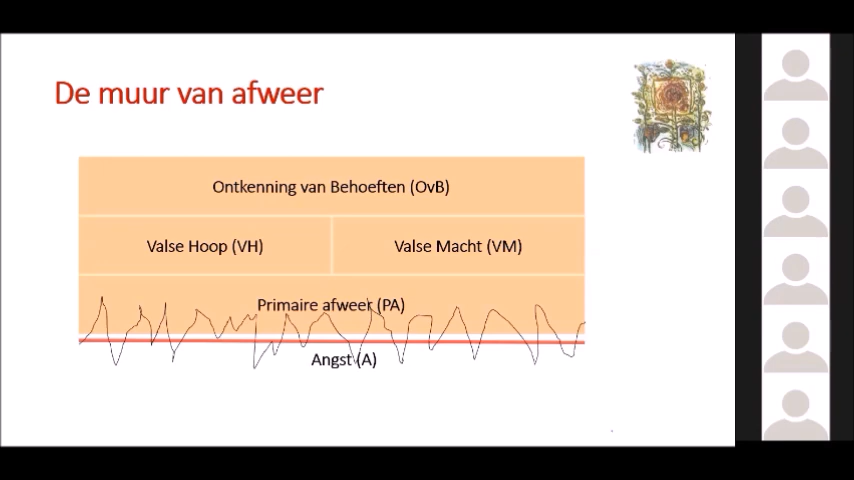 De muur van afweer
Ontkenning van Behoeften (OvB)
Valse Hoop (VH)
Valse Macht (VM)
Primaire afweer (PA)
Angst (A)